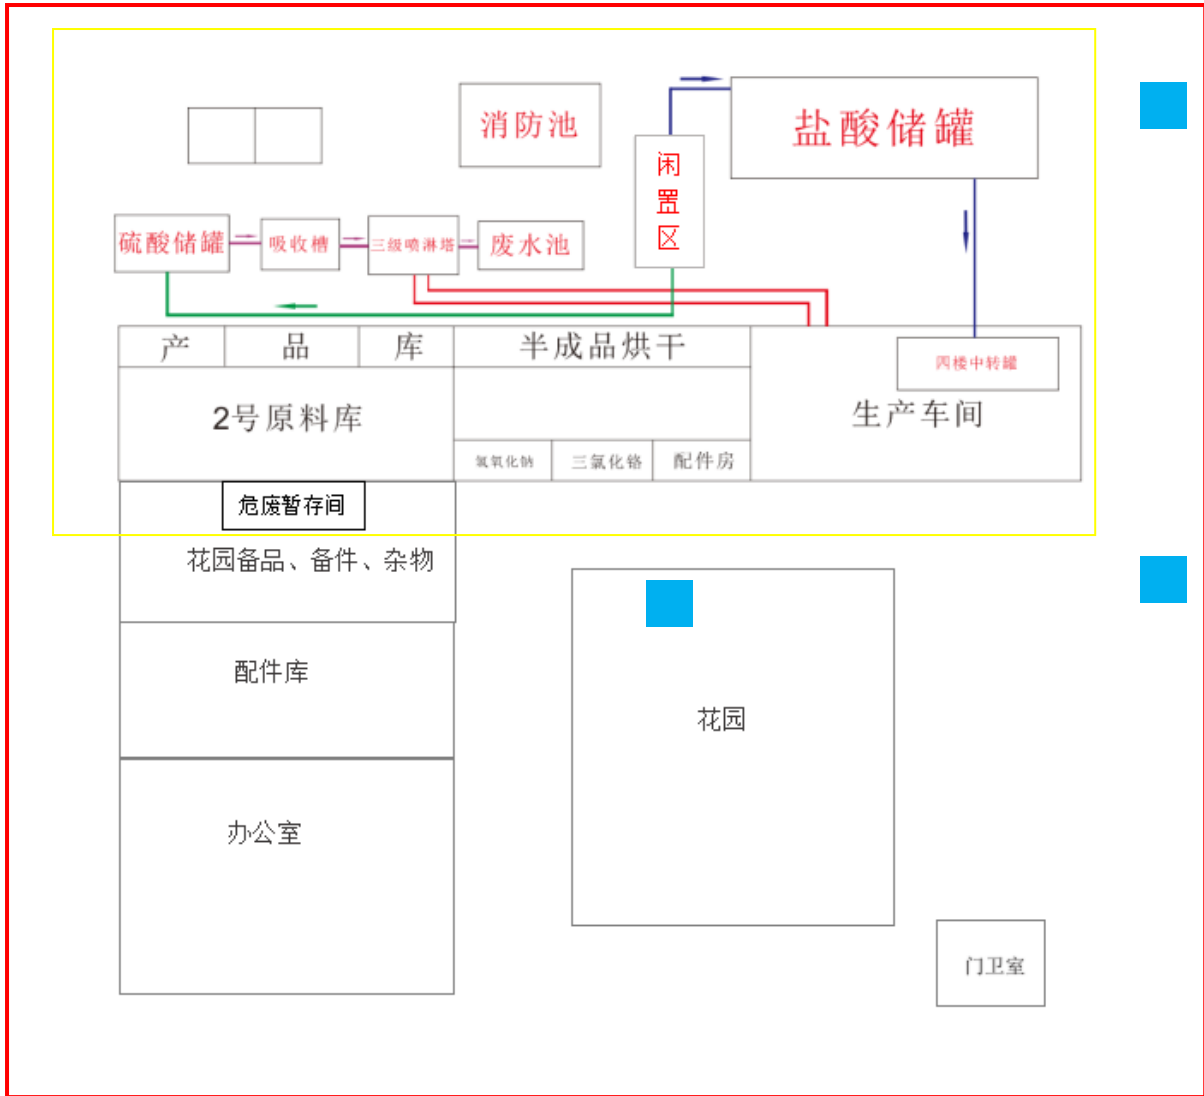 消防池
盐酸储罐
闲置区
硫酸储罐
吸收槽
三级喷淋塔
废水池
产品库
半成品烘干
四楼中转罐
2号原料库
生产车间
氢氧化钠
三氯化铬
配件房
危废暂存间
花园备品、备件、杂物
配件库
花园
办公室
门卫室